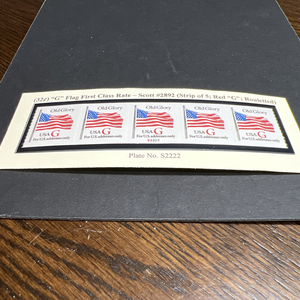 (32¢) "G" Flag First Class Rate – Scott #2892 (Strip of 5; Red "G"; Rouletted)
Old Glory Old Glory Old Glory Old Glory Old Glory
USA G USA G USA G USA G USA G
For U.S. addresses only For U.S. addresses only For U.S. addresses only For U.S. addresses only For U.S. addresses only
Plate No. S2222